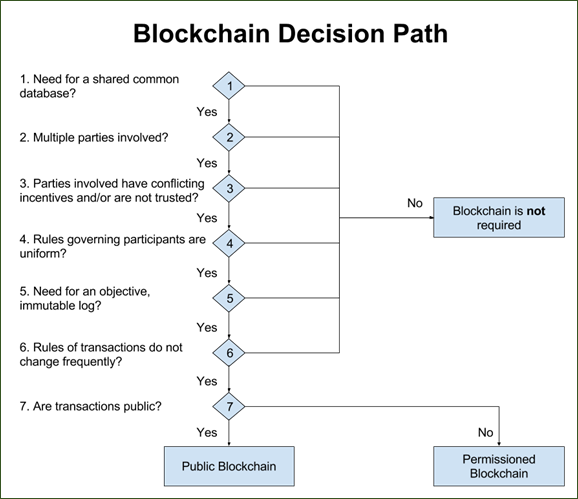 Blockchain Decision Path
1. Need for a shared common
database?
1
Yes
2. Multiple parties involved?
2
Yes
3. Parties involved have conflicting
incentives and/or are not trusted?
3
No
Blockchain is not
required
Yes
4. Rules governing participants are
uniform?
4
Yes
5. Need for an objective,
immutable log?
5
Yes
6. Rules of transactions do not
change frequently?
6
Yes
7. Are transactions public?
7
Yes
No
Public Blockchain
Permissioned
Blockchain